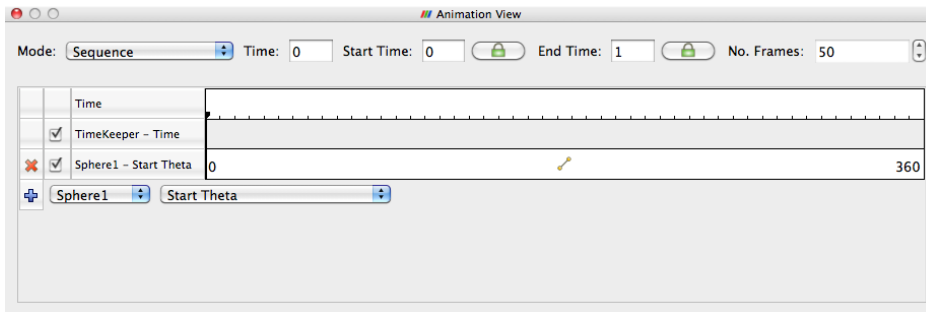 Animation View
Mode: Sequence Time: 0 Start Time: 0 End Time: 1 No. Frames: 50
Time
TimeKeeper - Time
Sphere1 - Start Theta 0 360
Sphere1 Start Theta